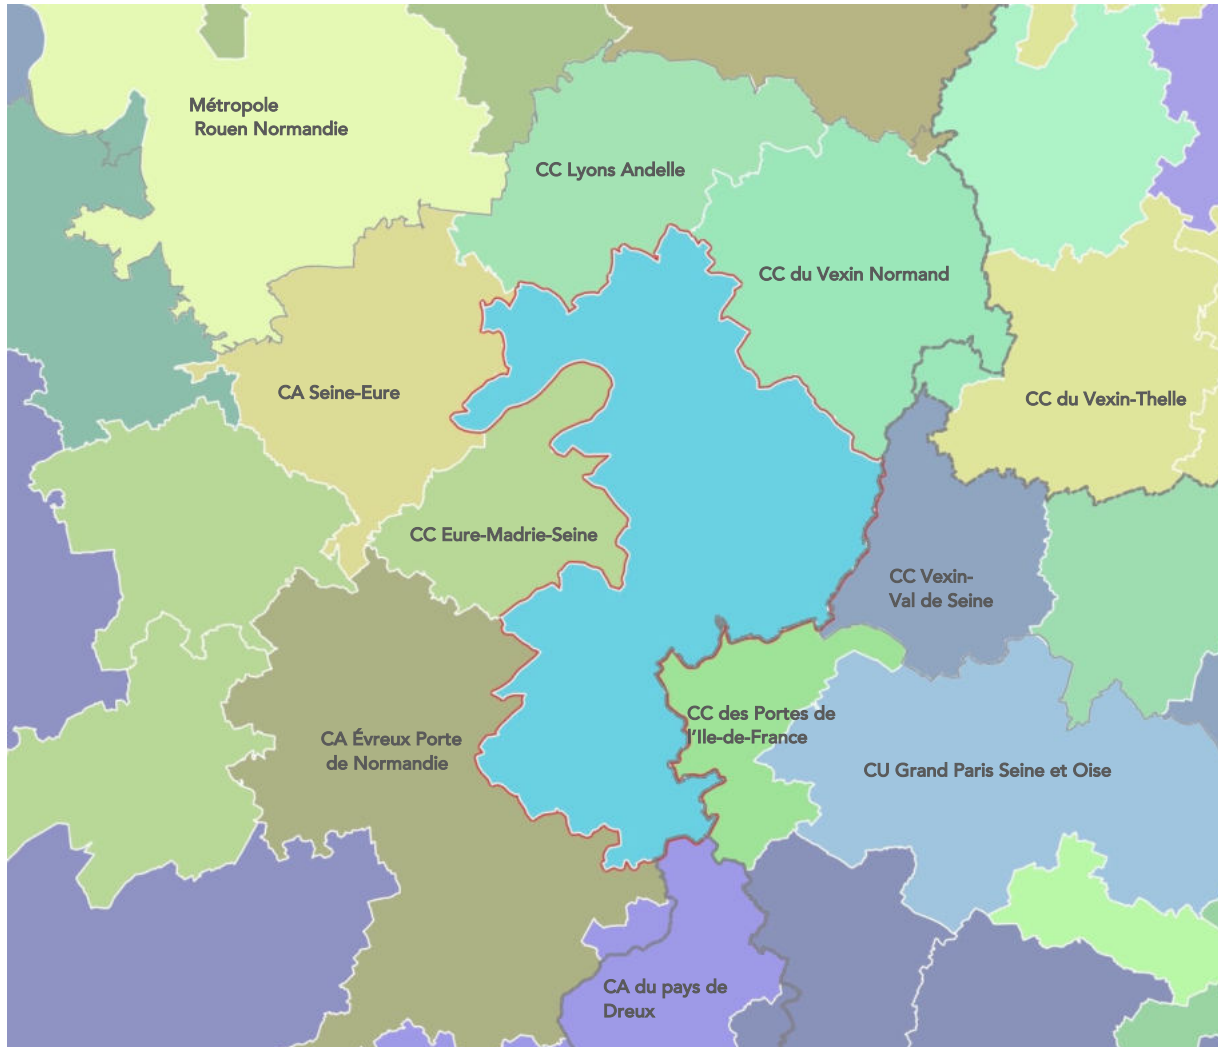 Métropole
Rouen Normandie
CC Lyons Andelle
CC du Vexin Normand
CA Seine-Eure
CC du Vexin-Thelle
CC Eure-Madrie-Seine
CC Vexin-
Val de Seine
CC des Portes de
l'Ile-de-France
CA Évreux Porte
de Normandie
CU Grand Paris Seine et Oise
CA du pays de
Dreux